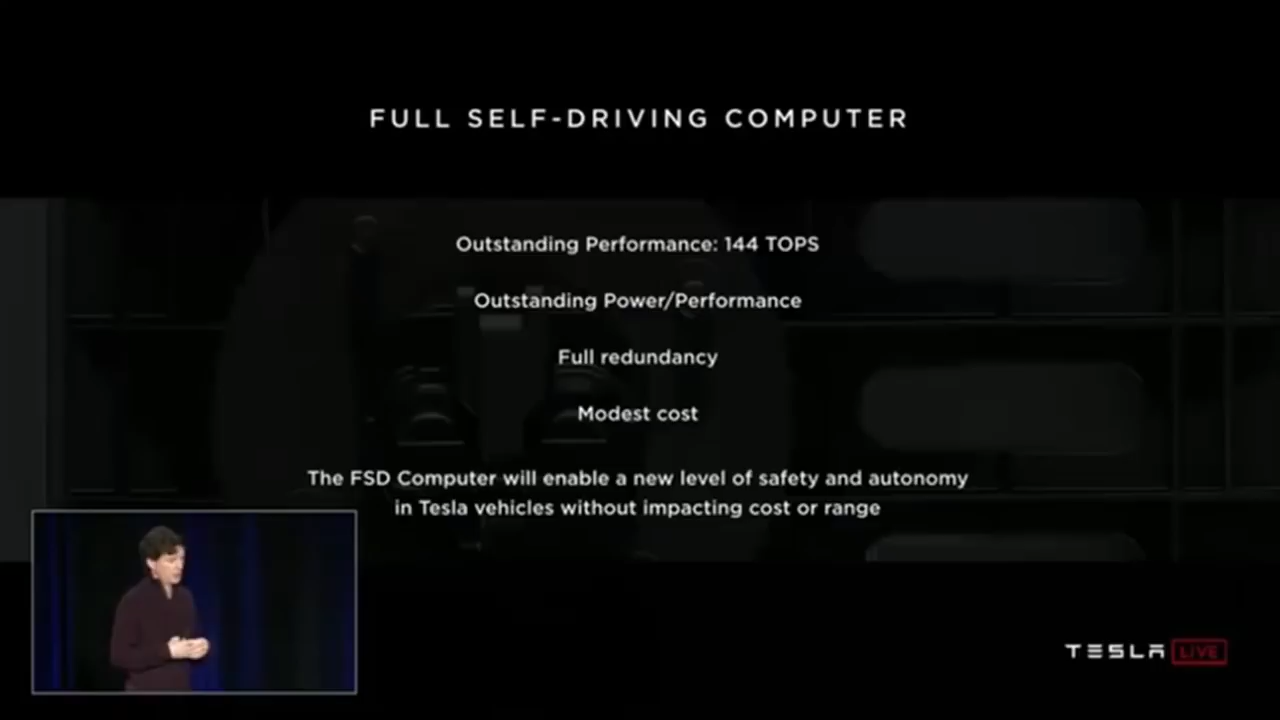 FULL SELF-DRIVING COMPUTER
Outstanding Performance: 144 TOPS
Outstanding Power/Performance
Full redundancy
Modest cost
The FSD Computer will enable a new level of safety and autonomy
in Tesla vehicles without impacting cost or range
TESLA LIVE